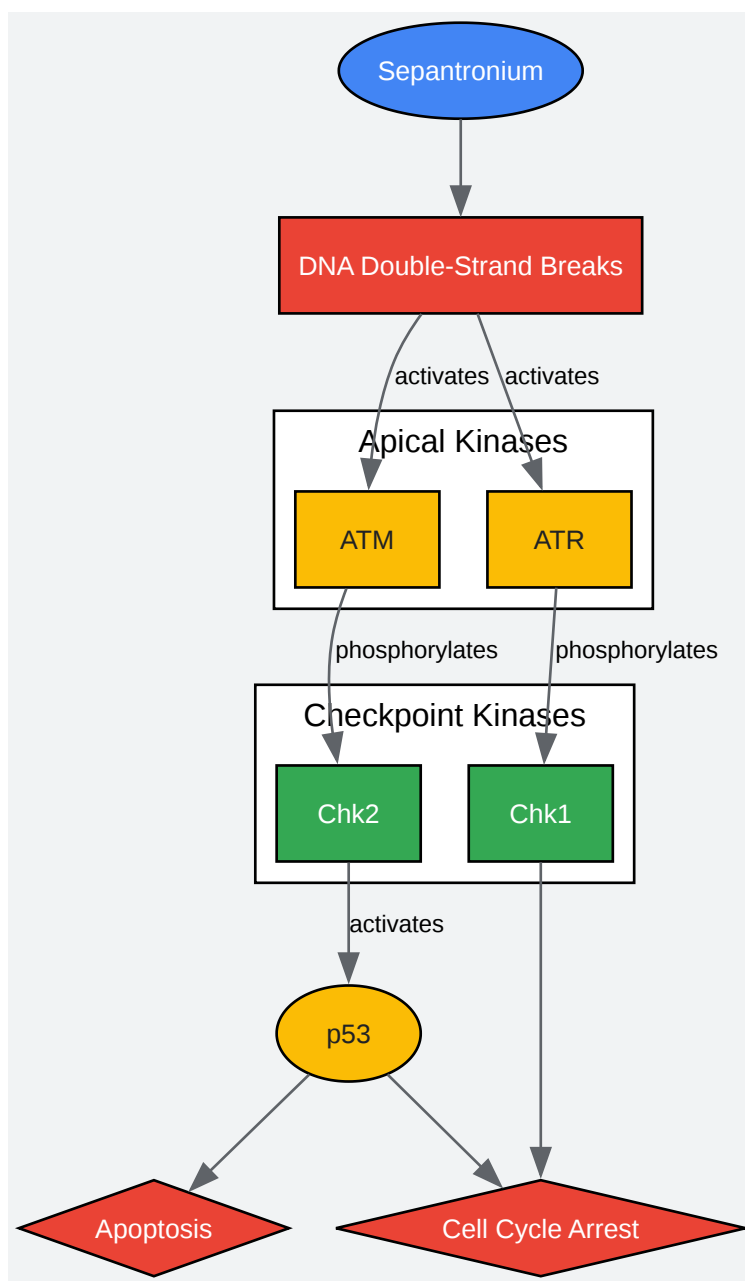 Sepantronium
DNA Double-Strand Breaks
activates
activates
Apical Kinases
ATM
ATR
phosphorylates
phosphorylates
Checkpoint Kinases
Chk2
Chk1
activates
p53
Apoptosis
Cell Cycle Arrest